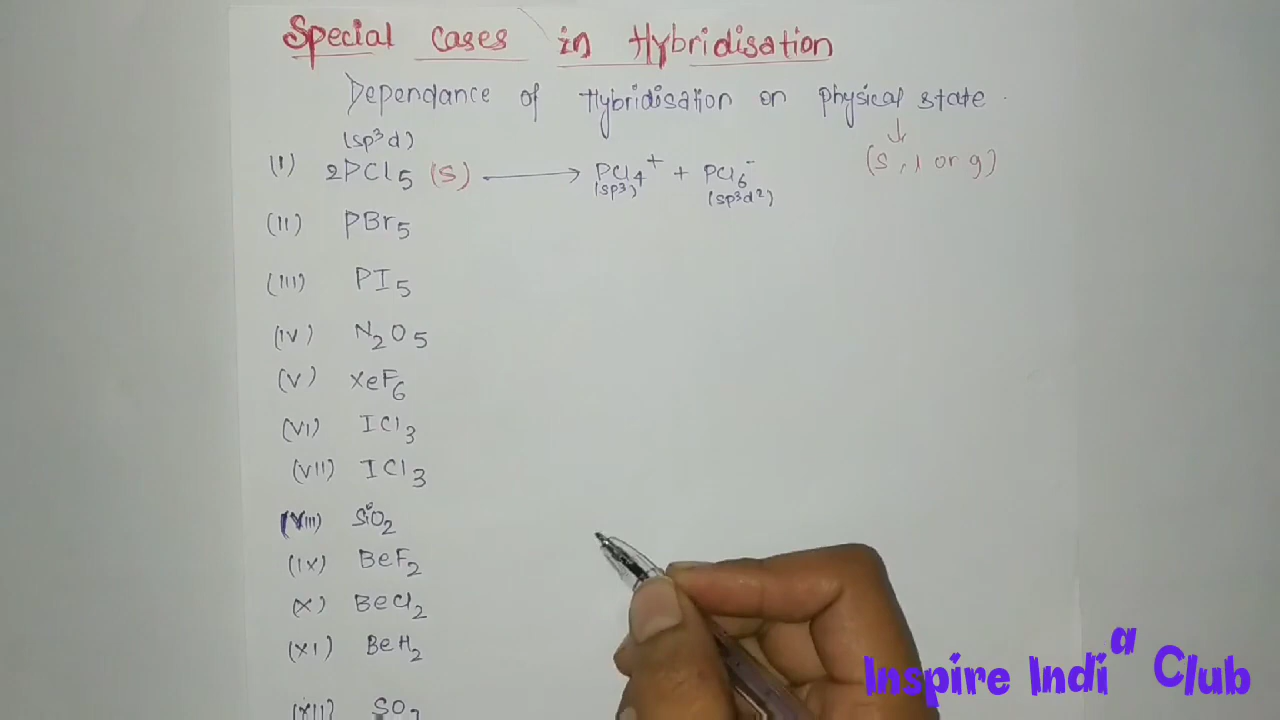 Special cases in Hybridisation
Dependance of Hybridisation on physical state.
(s, l or g)
(sp³d)
(I) 2PCl₅ (s) → PCl₄⁺ + PCl₆⁻
(sp³) (sp³d²)
(II) PBr₅
(III) PI₅
(IV) N₂O₅
(V) XeF₆
(VI) ICl₃
(VII) ICl₃
(VIII) SiO₂
(IX) BeF₂
(X) BeCl₂
(XI) BeH₂
(XII) SO₃
Inspire India Club